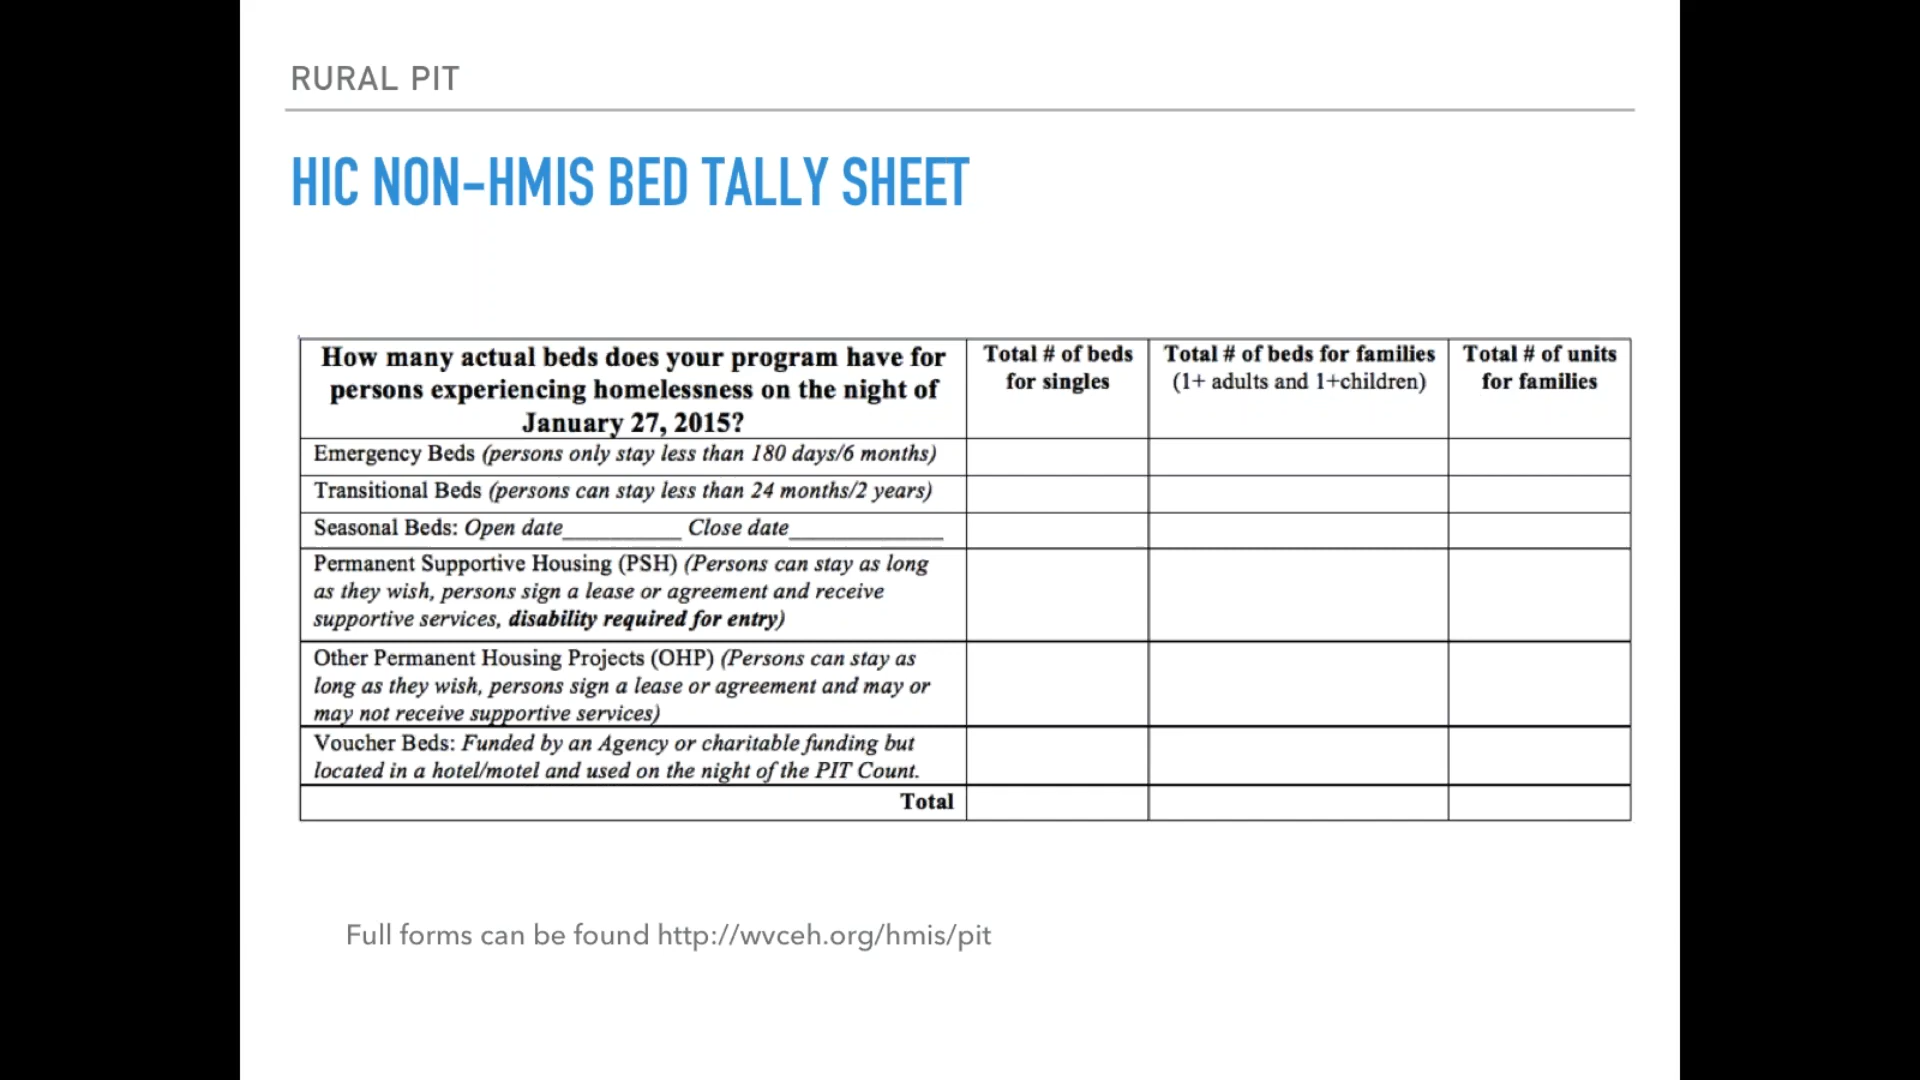 RURAL PIT
HIC NON-HMIS BED TALLY SHEET
How many actual beds does your program have for
persons experiencing homelessness on the night of
January 27, 2015?
Total # of beds
for singles
Total # of beds for families
(1+ adults and 1+children)
Total # of units
for families
Emergency Beds (persons only stay less than 180 days/6 months)
Transitional Beds (persons can stay less than 24 months/2 years)
Seasonal Beds: Open date__________ Close date_____________
Permanent Supportive Housing (PSH) (Persons can stay as long
as they wish, persons sign a lease or agreement and receive
supportive services, disability required for entry)
Other Permanent Housing Projects (OHP) (Persons can stay as
long as they wish, persons sign a lease or agreement and may or
may not receive supportive services)
Voucher Beds: Funded by an Agency or charitable funding but
located in a hotel/motel and used on the night of the PIT Count.
Total
Full forms can be found http://wvceh.org/hmis/pit